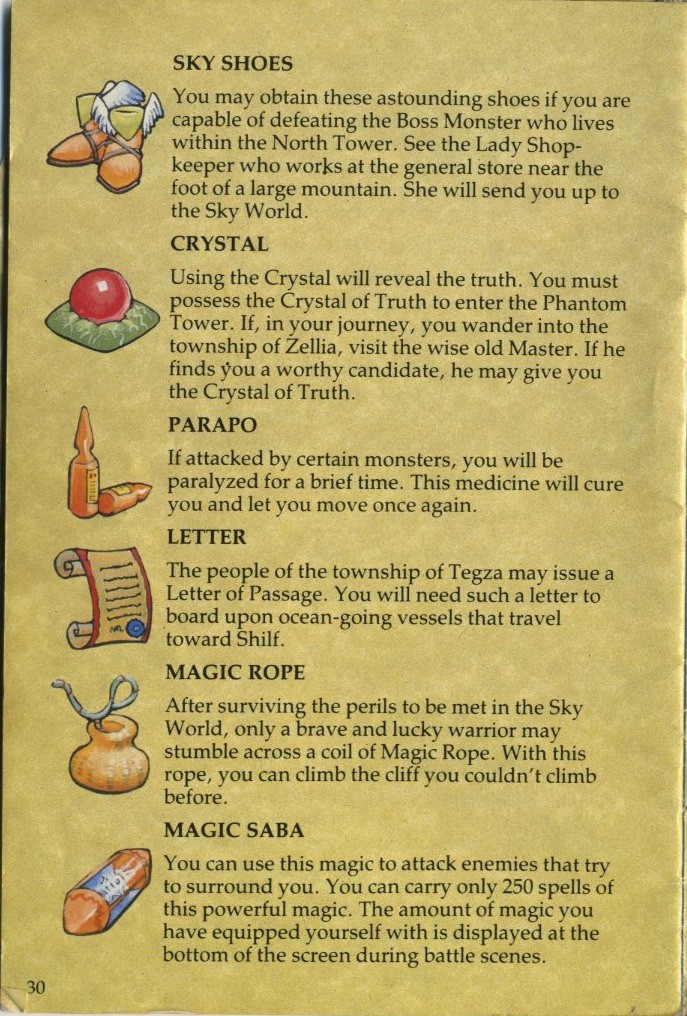 SKY SHOES
You may obtain these astounding shoes if you are
capable of defeating the Boss Monster who lives
within the North Tower. See the Lady Shop-
keeper who works at the general store near the
foot of a large mountain. She will send you up to
the Sky World.
CRYSTAL
Using the Crystal will reveal the truth. You must
possess the Crystal of Truth to enter the Phantom
Tower. If, in your journey, you wander into the
township of Zellia, visit the wise old Master. If he
finds you a worthy candidate, he may give you
the Crystal of Truth.
PARAPO
If attacked by certain monsters, you will be
paralyzed for a brief time. This medicine will cure
you and let you move once again.
LETTER
The people of the township of Tegza may issue a
Letter of Passage. You will need such a letter to
board upon ocean-going vessels that travel
toward Shilf.
MAGIC ROPE
After surviving the perils to be met in the Sky
World, only a brave and lucky warrior may
stumble across a coil of Magic Rope. With this
rope, you can climb the cliff you couldn't climb
before.
MAGIC SABA
You can use this magic to attack enemies that try
to surround you. You can carry only 250 spells of
this powerful magic. The amount of magic you
have equipped yourself with is displayed at the
bottom of the screen during battle scenes.
30